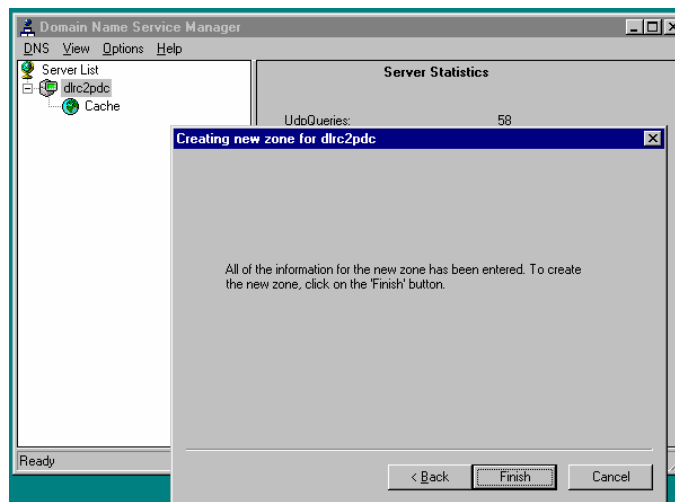 Domain Name Service Manager
DNS View Options Help
Server List
dlrc2pdc
Cache
Server Statistics
UdpQueries: 58
Creating new zone for dlrc2pdc
All of the information for the new zone has been entered. To create
the new zone, click on the 'Finish' button.
Ready
< Back Finish Cancel